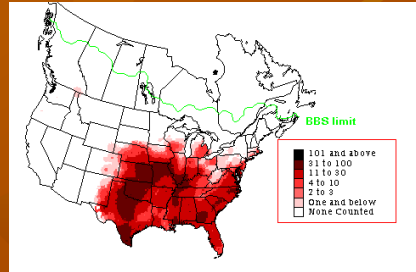 BBS limit
101 and above
31 to 100
11 to 30
4 to 10
2 to 3
One and below
None Counted